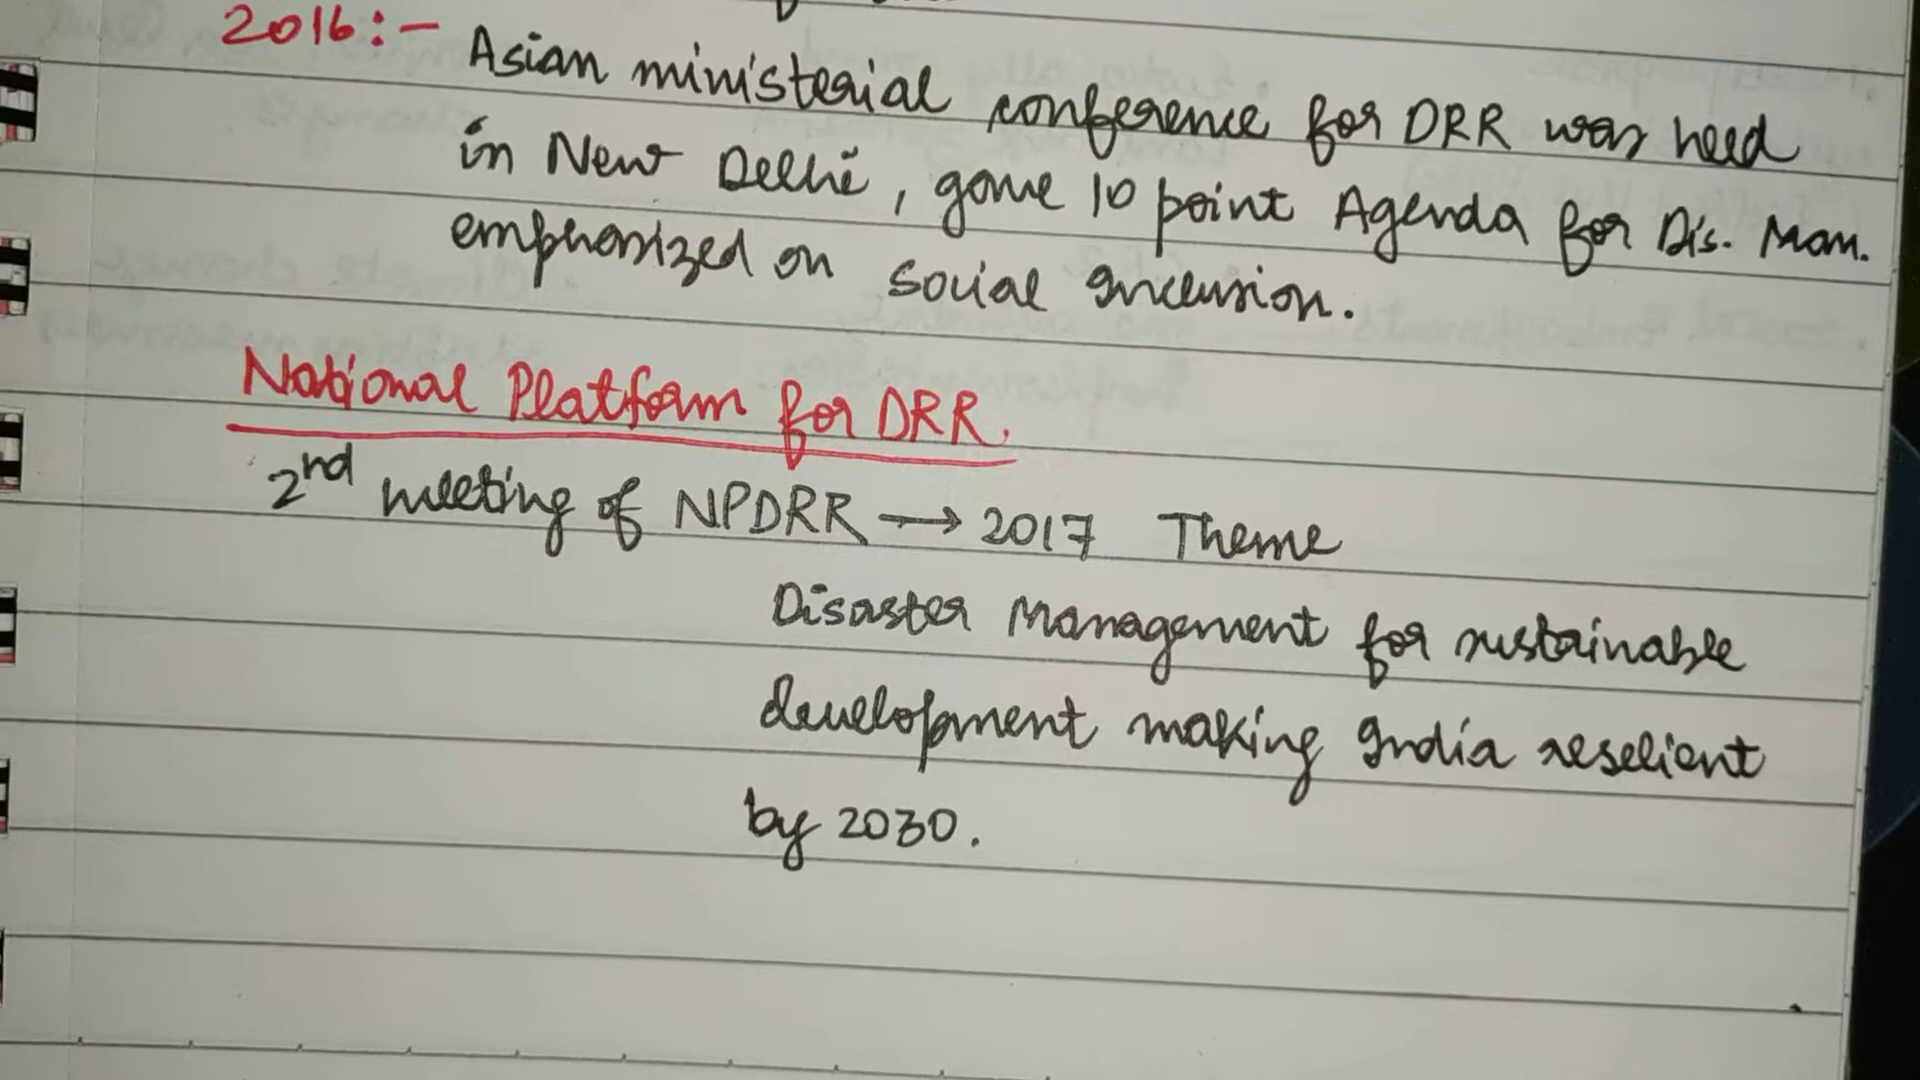 2016:- Asian ministerial conference for DRR was held
in New Delhi, gave 10 point Agenda for Dis. Man.
emphasized on social Inclusion.
National Platform for DRR.
2nd meeting of NPDRR → 2017 Theme
Disaster Management for sustainable
development making India reselient
by 2030.